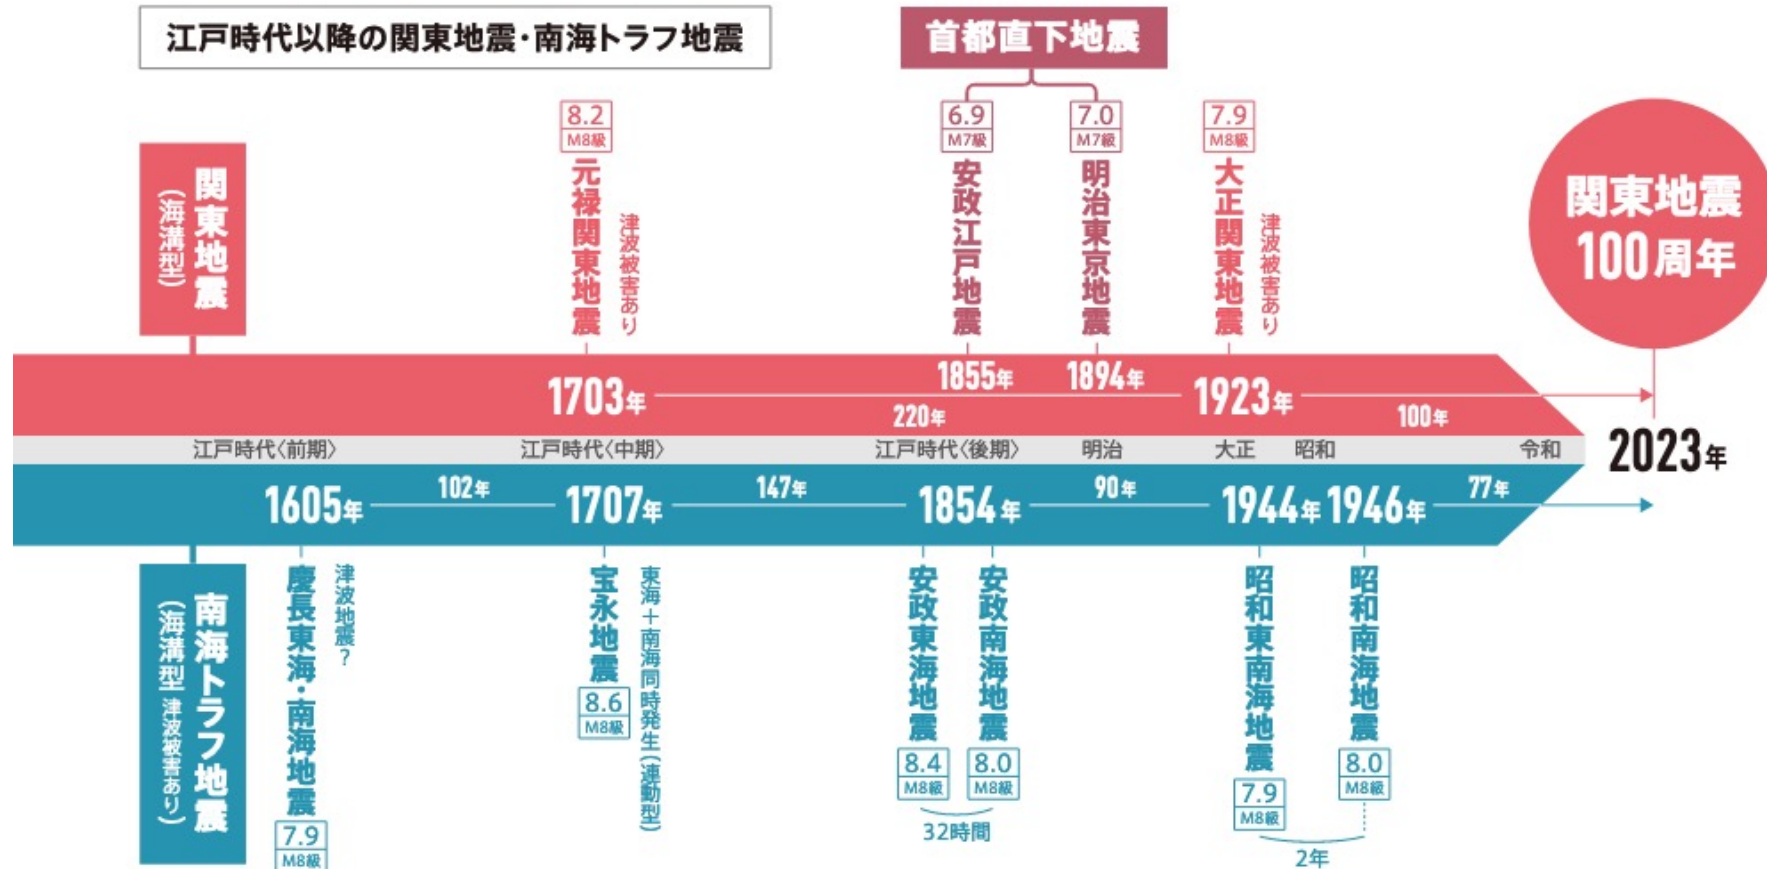 江戸時代以降の関東地震・南海トラフ地震
首都直下地震
関東地震
(海溝型)
8.2
M8級
元禄関東地震
津波被害あり
6.9
M7級
安政江戸地震
7.0
M7級
明治東京地震
7.9
M8級
大正関東地震
津波被害あり
関東地震
100周年
1703年
220年
1855年
1894年
1923年
100年
江戸時代〈前期〉
江戸時代〈中期〉
江戸時代〈後期〉
明治
大正
昭和
令和
2023年
1605年
102年
1707年
147年
1854年
90年
1944年
1946年
77年
南海トラフ地震
(海溝型 津波被害あり)
慶長東海・南海地震
津波地震?
7.9
M8級
宝永地震
東海+南海同時発生(連動型)
8.6
M8級
安政東海地震
8.4
M8級
安政南海地震
8.0
M8級
32時間
昭和東南海地震
7.9
M8級
昭和南海地震
8.0
M8級
2年